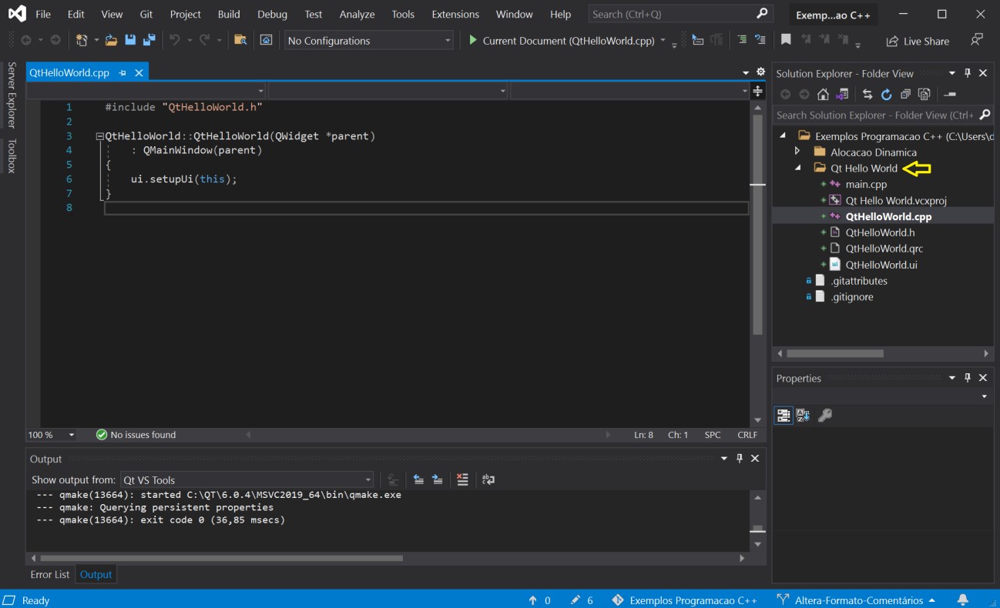 File Edit View Git Project Build Debug Test Analyze Tools Extensions Window Help Search (Ctrl+Q) Exemp...ao C++
No Configurations Current Document (QtHelloWorld.cpp) Live Share
Server Explorer
Toolbox
QtHelloWorld.cpp
1 #include "QtHelloWorld.h"
2
3 QtHelloWorld::QtHelloWorld(QWidget *parent)
4 : QMainWindow(parent)
5 {
6 ui.setupUi(this);
7 }
8
100 % No issues found Ln: 8 Ch: 1 SPC CRLF
Output
Show output from: Qt VS Tools
--- qmake(13664): started C:\QT\6.0.4\MSVC2019_64\bin\qmake.exe
--- qmake: Querying persistent properties
--- qmake(13664): exit code 0 (36,85 msecs)
Error List Output
Solution Explorer - Folder View
Search Solution Explorer - Folder View (Ctrl+
Exemplos Programacao C++ (C:\Users\d
Alocacao Dinamica
Qt Hello World
main.cpp
Qt Hello World.vcxproj
QtHelloWorld.cpp
QtHelloWorld.h
QtHelloWorld.qrc
QtHelloWorld.ui
.gitattributes
.gitignore
Properties
Ready 0 6 Exemplos Programacao C++ Altera-Formato-Comentários